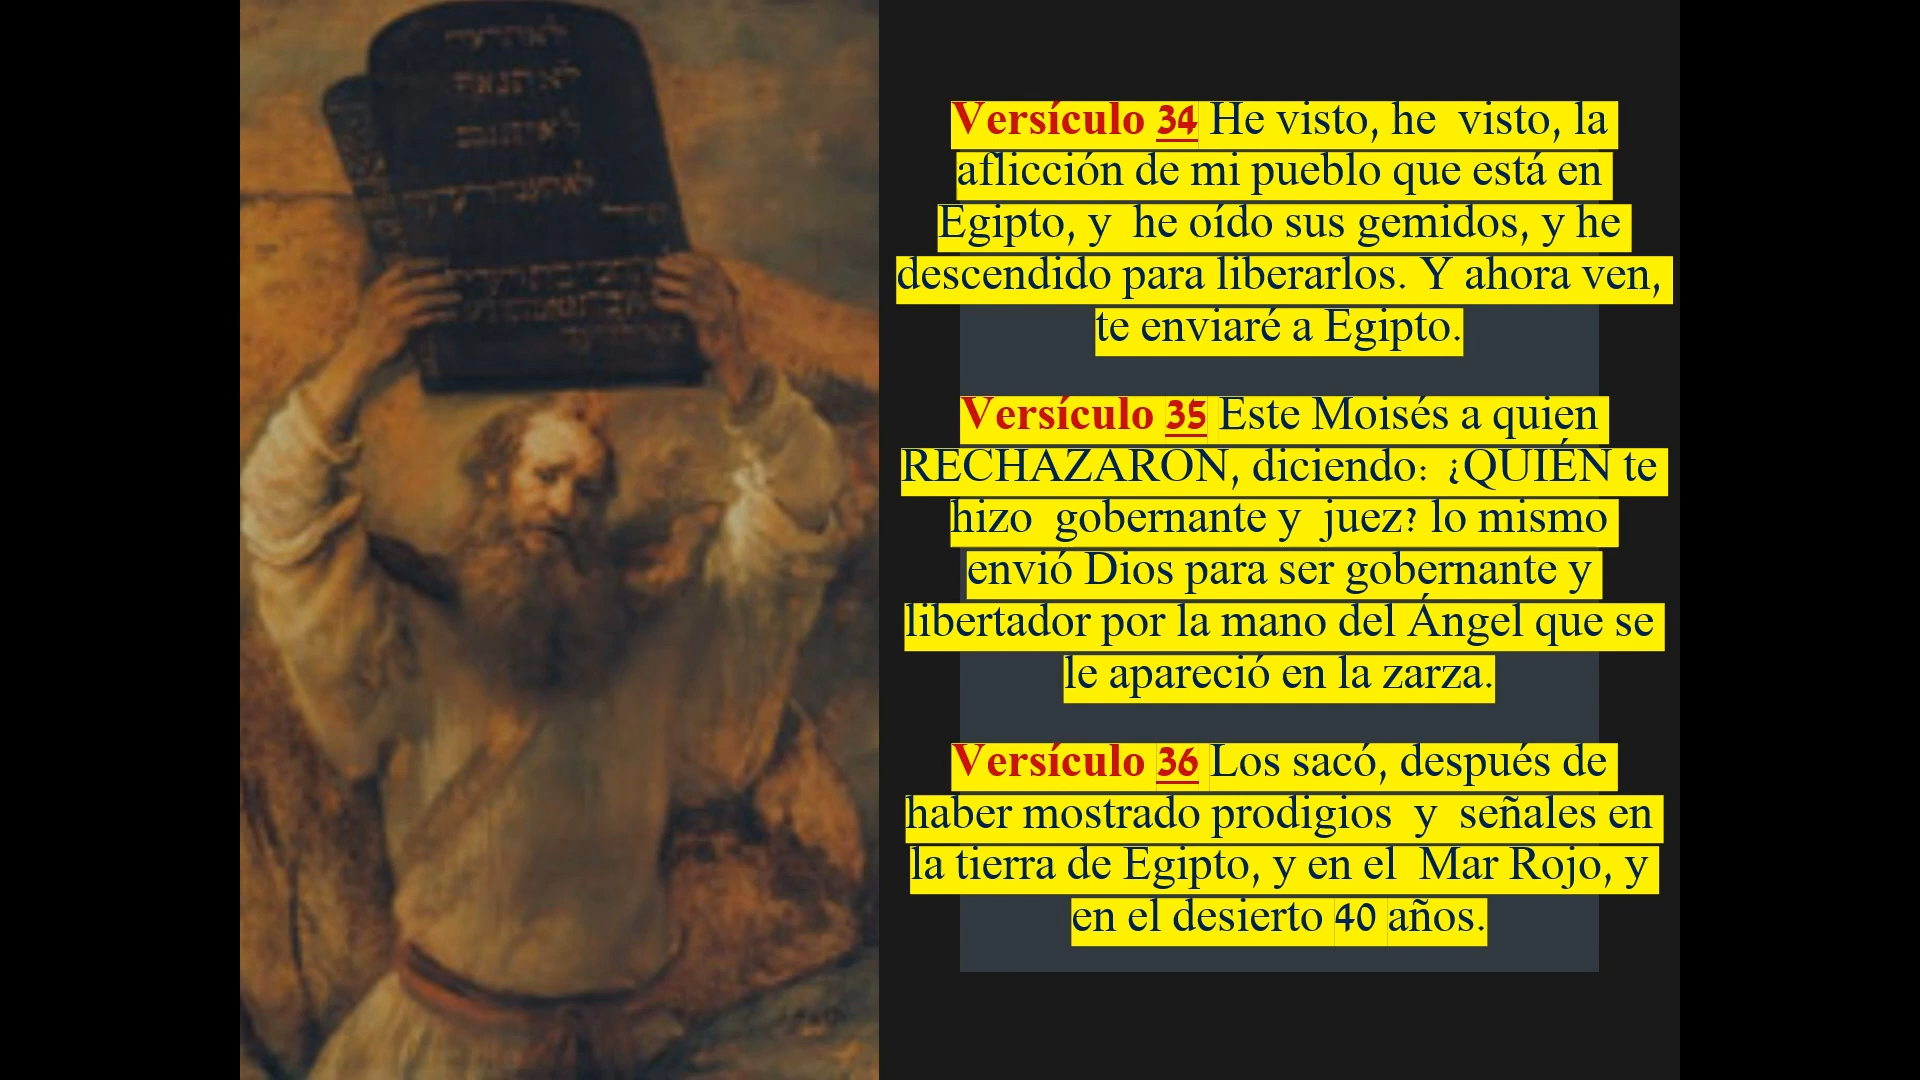 Versículo 34 He visto, he visto, la
aflicción de mi pueblo que está en
Egipto, y he oído sus gemidos, y he
descendido para liberarlos. Y ahora ven,
te enviaré a Egipto.
Versículo 35 Este Moisés a quien
RECHAZARON, diciendo: ¿QUIÉN te
hizo gobernante y juez? lo mismo
envió Dios para ser gobernante y
libertador por la mano del Ángel que se
le apareció en la zarza.
Versículo 36 Los sacó, después de
haber mostrado prodigios y señales en
la tierra de Egipto, y en el Mar Rojo, y
en el desierto 40 años.